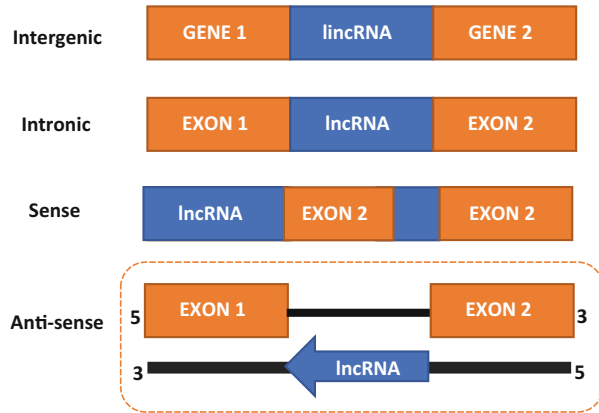 Intergenic GENE 1 lincRNA GENE 2
Intronic EXON 1 lncRNA EXON 2
Sense lncRNA EXON 2 EXON 2
Anti-sense
5 EXON 1 EXON 2 3
3 lncRNA 5